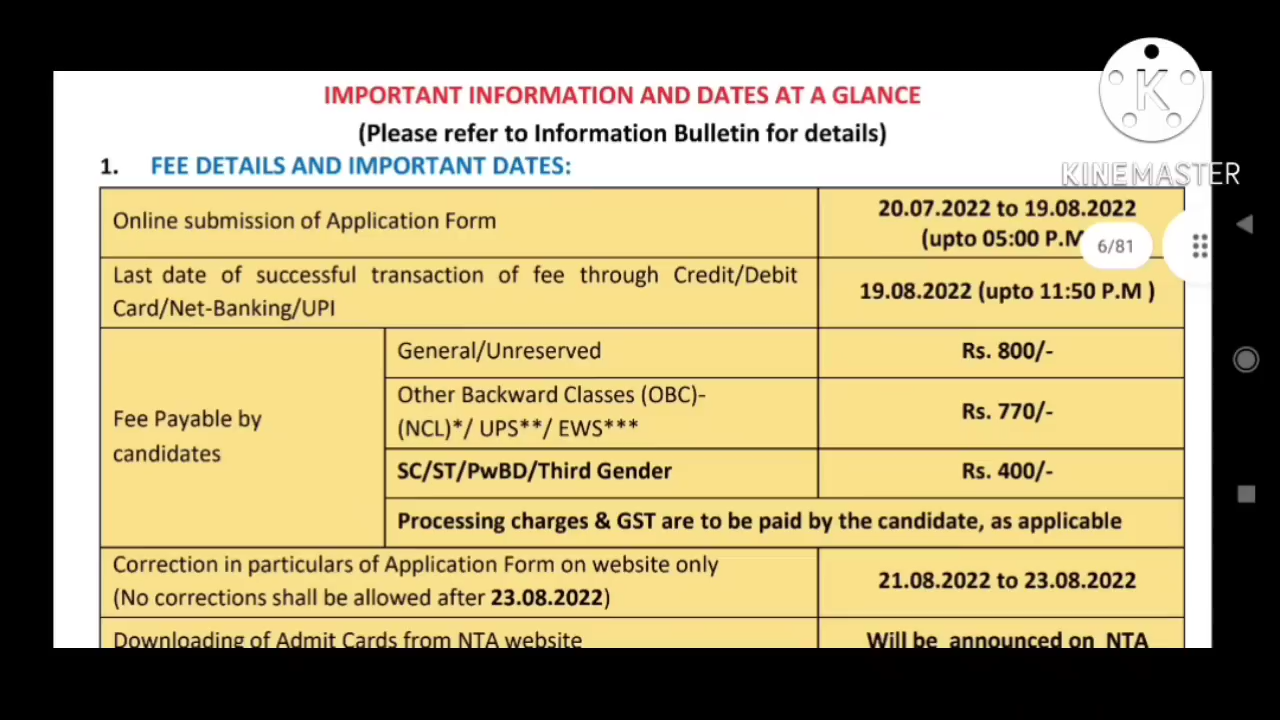 IMPORTANT INFORMATION AND DATES AT A GLANCE
(Please refer to Information Bulletin for details)
1. FEE DETAILS AND IMPORTANT DATES:
Online submission of Application Form
20.07.2022 to 19.08.2022
(upto 05:00 P.M
Last date of successful transaction of fee through Credit/Debit
Card/Net-Banking/UPI
19.08.2022 (upto 11:50 P.M )
Fee Payable by
candidates
General/Unreserved
Rs. 800/-
Other Backward Classes (OBC)-
(NCL)*/ UPS**/ EWS***
Rs. 770/-
SC/ST/PwBD/Third Gender
Rs. 400/-
Processing charges & GST are to be paid by the candidate, as applicable
Correction in particulars of Application Form on website only
(No corrections shall be allowed after 23.08.2022)
21.08.2022 to 23.08.2022
Downloading of Admit Cards from NTA website
Will be announced on NTA
K
KINEMASTER
6/81